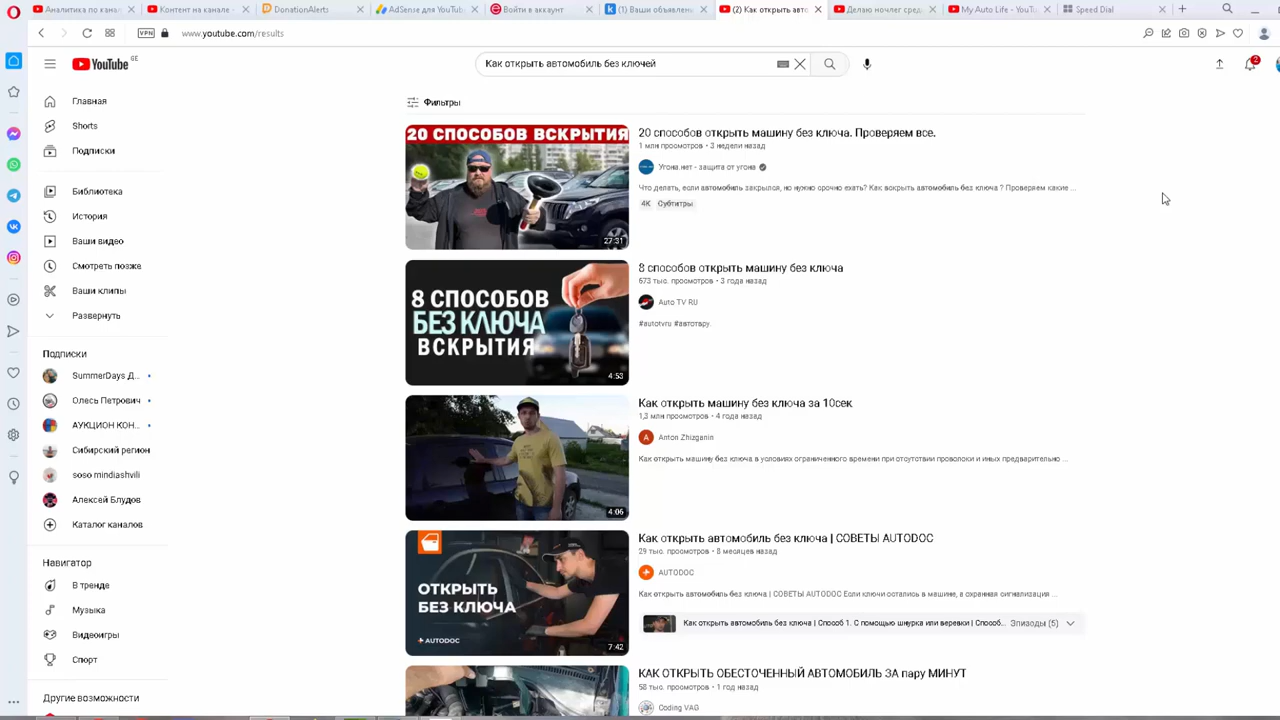 Аналитика по канал
Контент на канале -
DonationAlerts
AdSense для YouTub
Войти в аккаунт
(1) Ваши объявлени
(2) Как открыть авто
Делаю ночлег сред
My Auto Life - YouTu
Speed Dial
VPN
www.youtube.com/results
YouTube GE
Как открыть автомобиль без ключей
2
Главная
Shorts
Подписки
Библиотека
История
Ваши видео
Смотреть позже
Ваши клипы
Развернуть
Подписки
SummerDays Д...
Олесь Петрович
АУКЦИОН КОН...
Сибирский регион
soso mindiashvili
Алексей Блудов
Каталог каналов
Навигатор
В тренде
Музыка
Видеоигры
Спорт
Другие возможности
Фильтры
20 СПОСОБОВ ВСКРЫТИЯ
27:31
20 способов открыть машину без ключа. Проверяем все.
1 млн просмотров • 3 недели назад
Угона.нет - защита от угона
Что делать, если автомобиль закрылся, но нужно срочно ехать? Как вскрыть автомобиль без ключа ? Проверяем какие ...
4K Субтитры
8 СПОСОБОВ
БЕЗ КЛЮЧА
ВСКРЫТИЯ
4:53
8 способов открыть машину без ключа
673 тыс. просмотров • 3 года назад
Auto TV RU
#autotvru #автотвру.
4:06
Как открыть машину без ключа за 10сек
1,3 млн просмотров • 4 года назад
A
Anton Zhizganin
Как открыть машину без ключа в условиях ограниченного времени при отсутствии проволоки и иных предварительно ...
ОТКРЫТЬ
БЕЗ КЛЮЧА
AUTODOC
7:42
Как открыть автомобиль без ключа | СОВЕТЫ AUTODOC
29 тыс. просмотров • 8 месяцев назад
AUTODOC
Как открыть автомобиль без ключа | СОВЕТЫ AUTODOC Если ключи остались в машине, а охранная сигнализация ...
Как открыть автомобиль без ключа | Способ 1. С помощью шнурка или веревки | Способ... Эпизоды (5)
КАК ОТКРЫТЬ ОБЕСТОЧЕННЫЙ АВТОМОБИЛЬ ЗА пару МИНУТ
58 тыс. просмотров • 1 год назад
Coding VAG